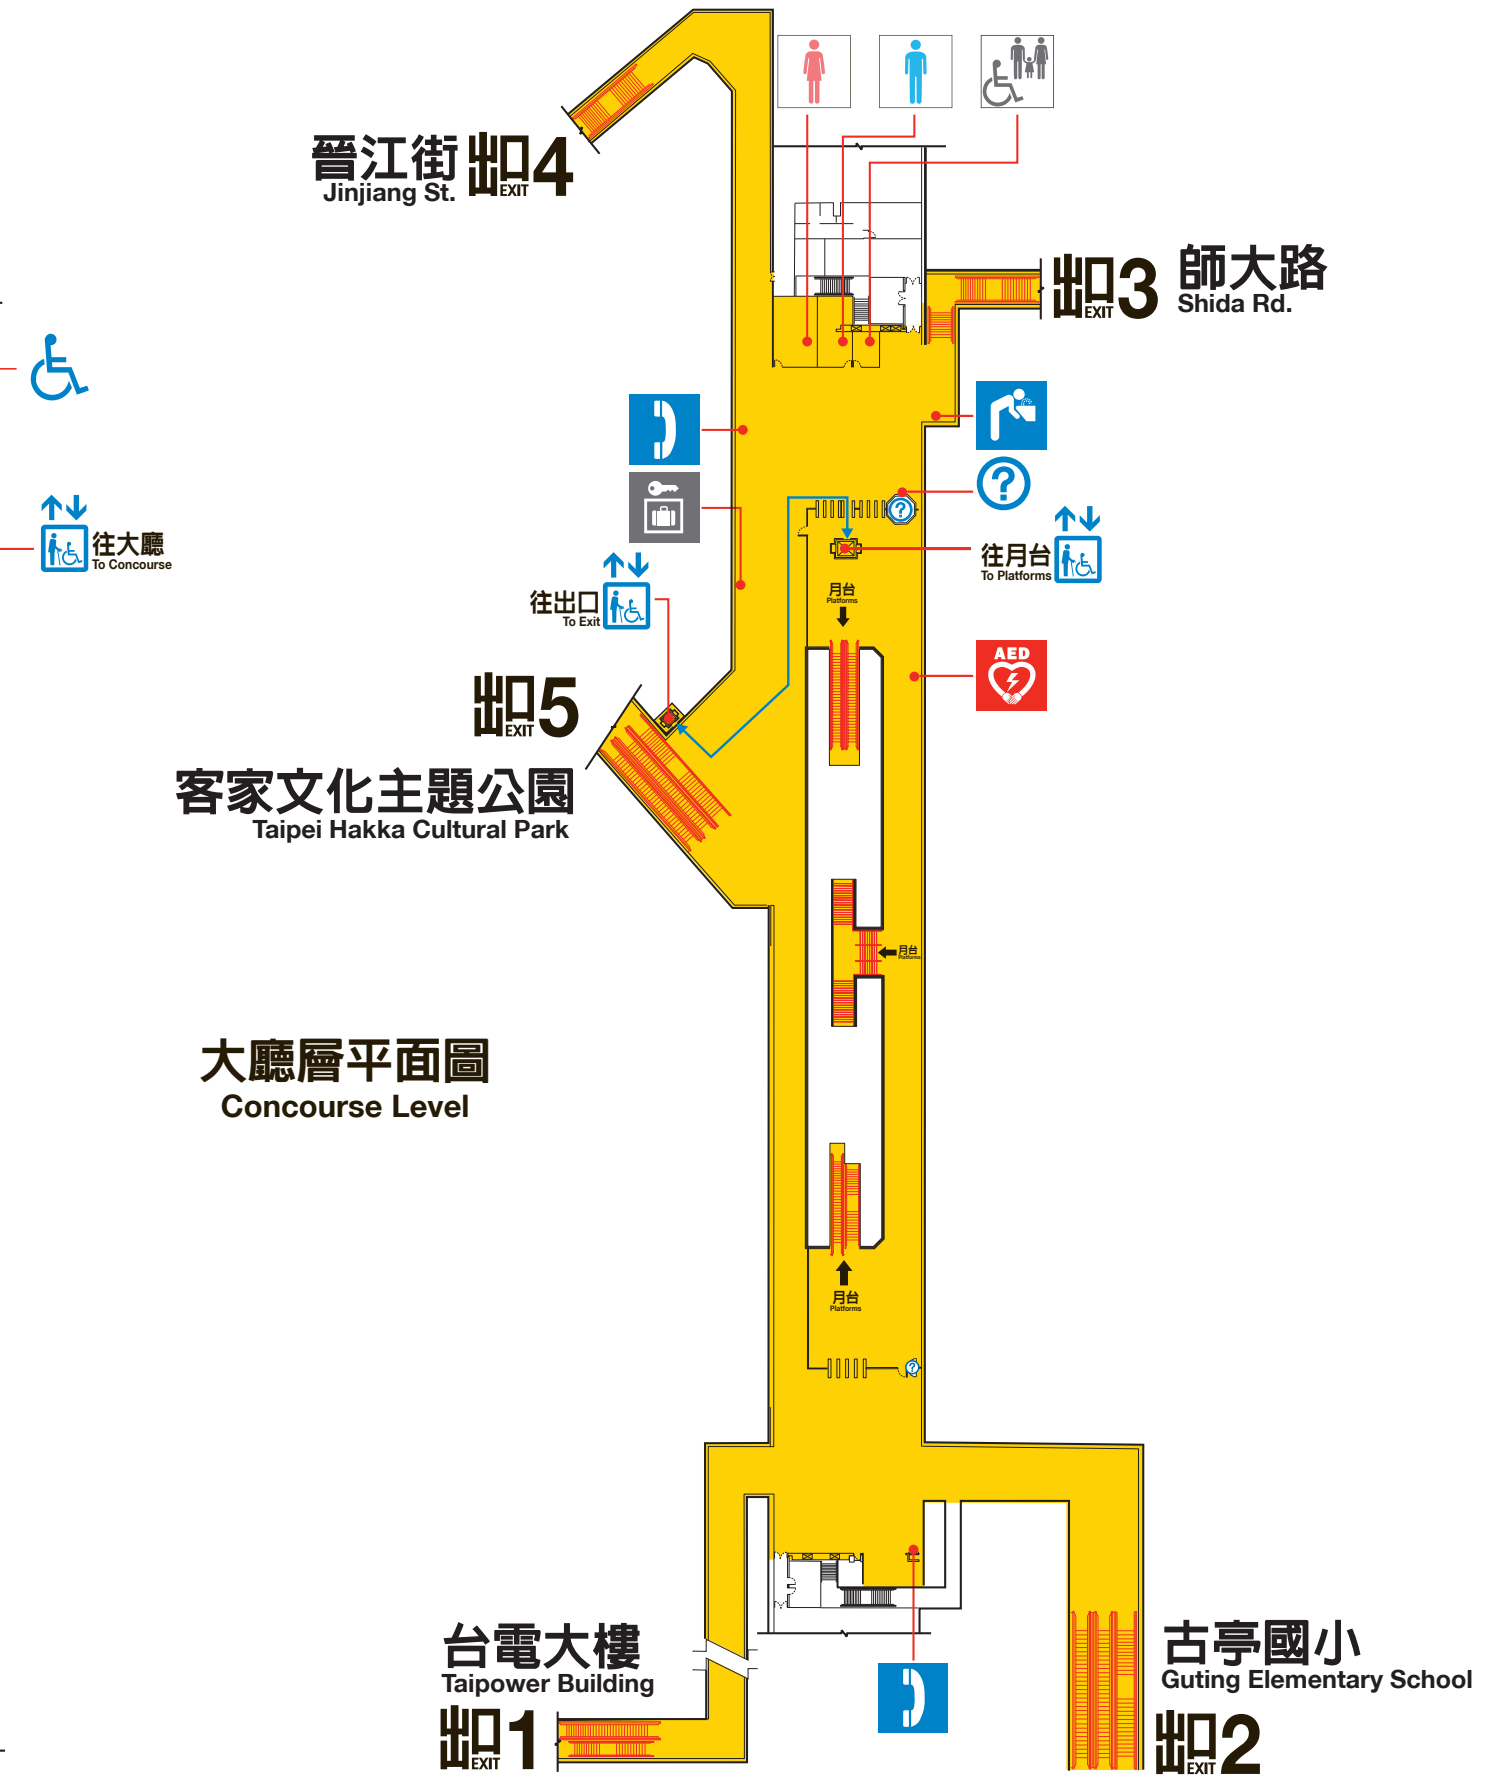 晉江街
Jinjiang St.
出口
EXIT
4
出口
EXIT
3
師大路
Shida Rd.
往大廳
To Concourse
?
?
往月台
To Platforms
月台
Platforms
往出口
To Exit
AED
出口
EXIT
5
客家文化主題公園
Taipei Hakka Cultural Park
月台
Platforms
大廳層平面圖
Concourse Level
月台
Platforms
?
台電大樓
Taipower Building
出口
EXIT
1
古亭國小
Guting Elementary School
出口
EXIT
2